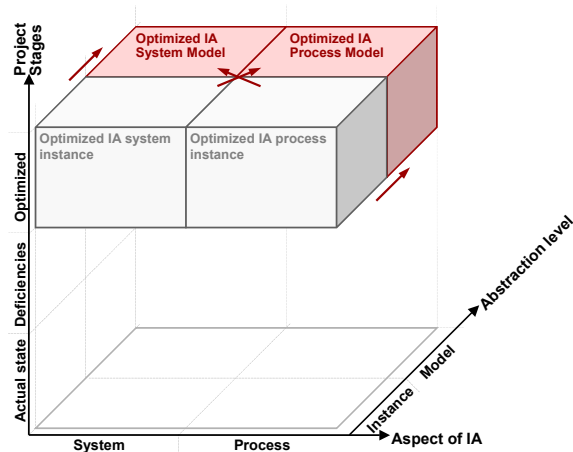 Project
Stages
Optimized IA
System Model
Optimized IA
Process Model
Optimized IA system
instance
Optimized IA process
instance
Optimized
Deficiencies
Actual state
Abstraction level
Model
Instance
System
Process
Aspect of IA